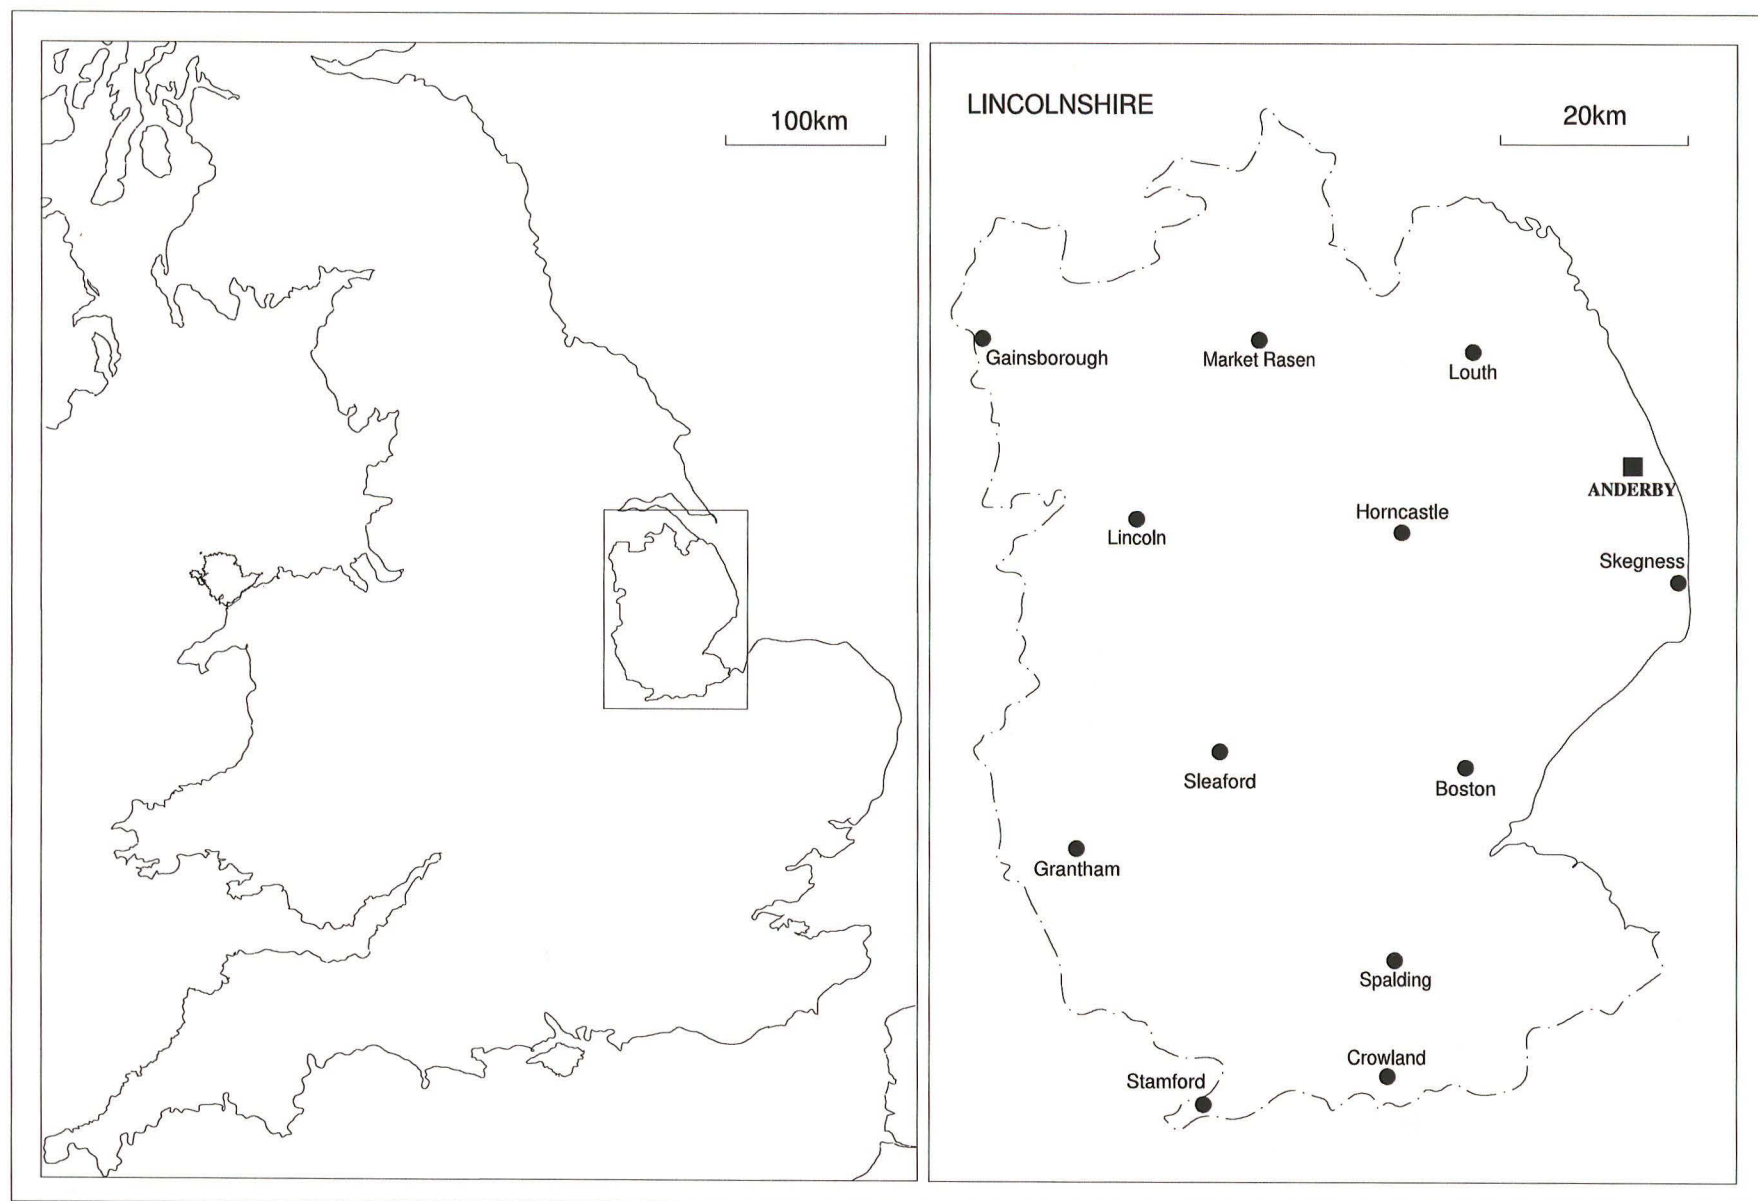 100km
LINCOLNSHIRE
20km
Gainsborough
Market Rasen
Louth
ANDERBY
Horncastle
Lincoln
Skegness
Sleaford
Boston
Grantham
Spalding
Crowland
Stamford